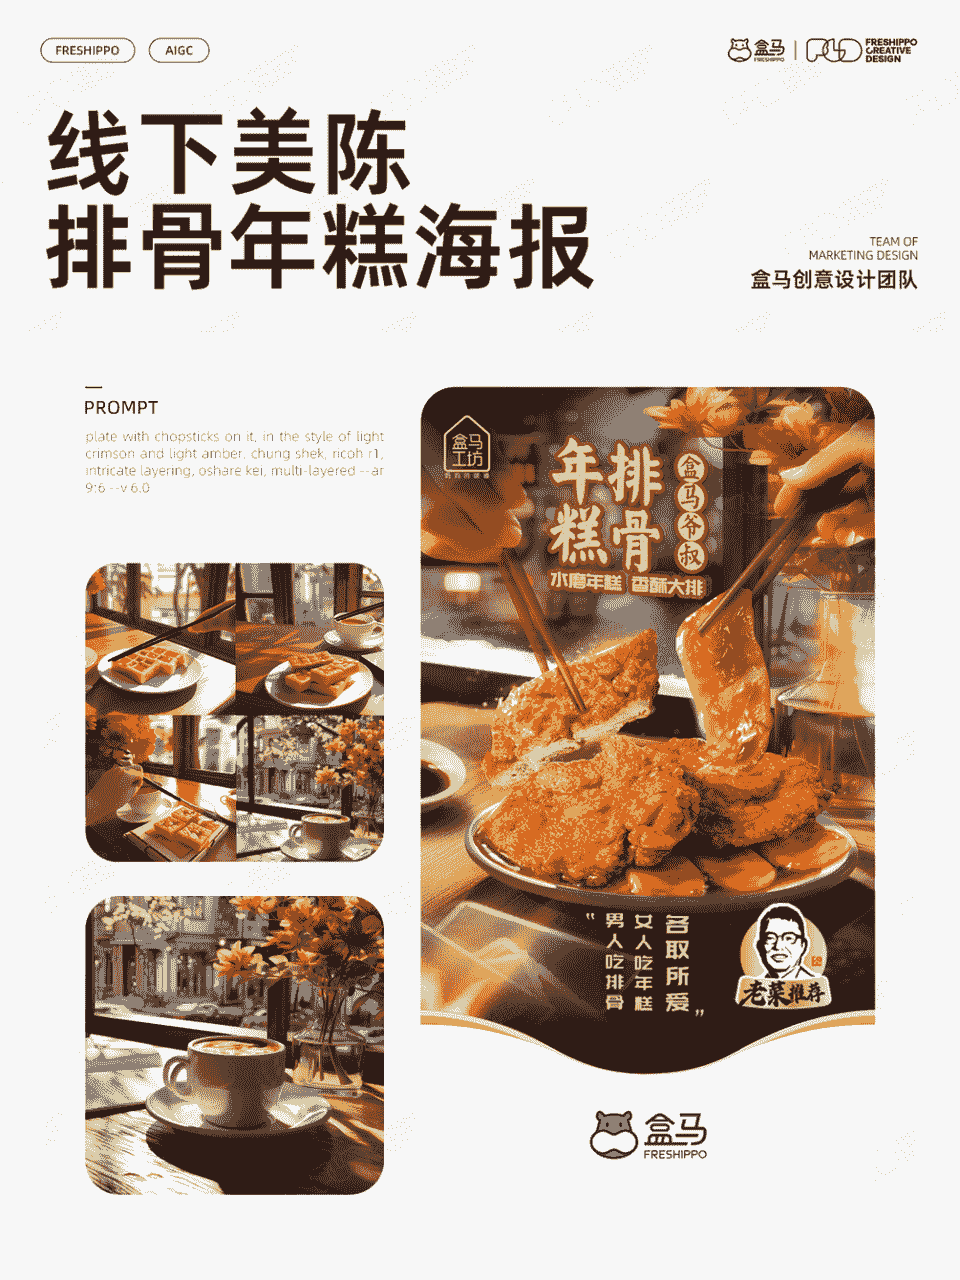 FRESHIPPO
AIGC
盒马
FRESHIPPO
FRESHIPPO
CREATIVE
DESIGN
线下美陈
排骨年糕海报
TEAM OF
MARKETING DESIGN
盒马创意设计团队
PROMPT
plate with chopsticks on it, in the style of light
crimson and light amber, chung shek, ricoh r1,
intricate layering, oshare kei, multi-layered --ar
9:6 --v 6.0
盒马
工坊
排骨
年糕
盒马爷叔
水磨年糕 香酥大排
各取所爱”
女人吃年糕
“男人吃排骨
老菜推荐
盒马
FRESHIPPO